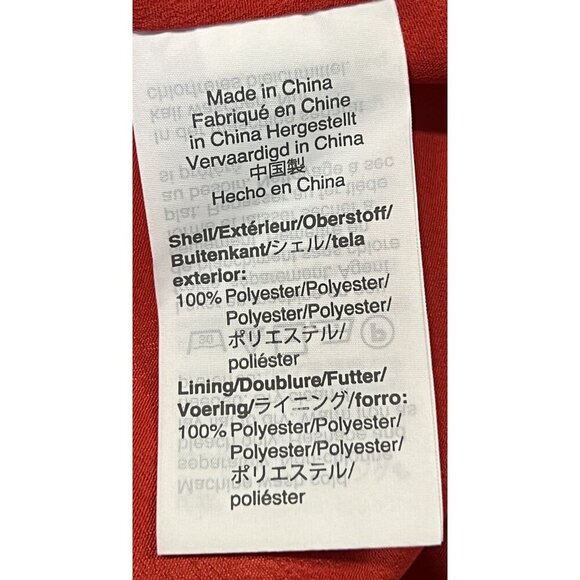 Made in China
Fabriqué en Chine
in China Hergestellt
Vervaardigd in China
中国製
Hecho en China
Shell/Extérieur/Oberstoff/
Buitenkant/シェル/tela
exterior:
100% Polyester/Polyester/
Polyester/Polyester/
ポリエステル/
poliéster
Lining/Doublure/Futter/
Voering/ライニング/forro:
100% Polyester/Polyester/
Polyester/Polyester/
ポリエステル/
poliéster